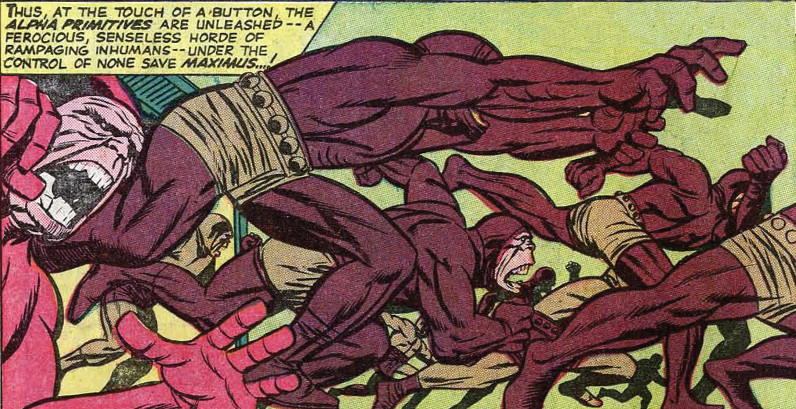 THUS, AT THE TOUCH OF A BUTTON, THE
ALPHA PRIMITIVES ARE UNLEASHED--A
FEROCIOUS, SENSELESS HORDE OF
RAMPAGING INHUMANS--UNDER THE
CONTROL OF NONE SAVE MAXIMUS...!